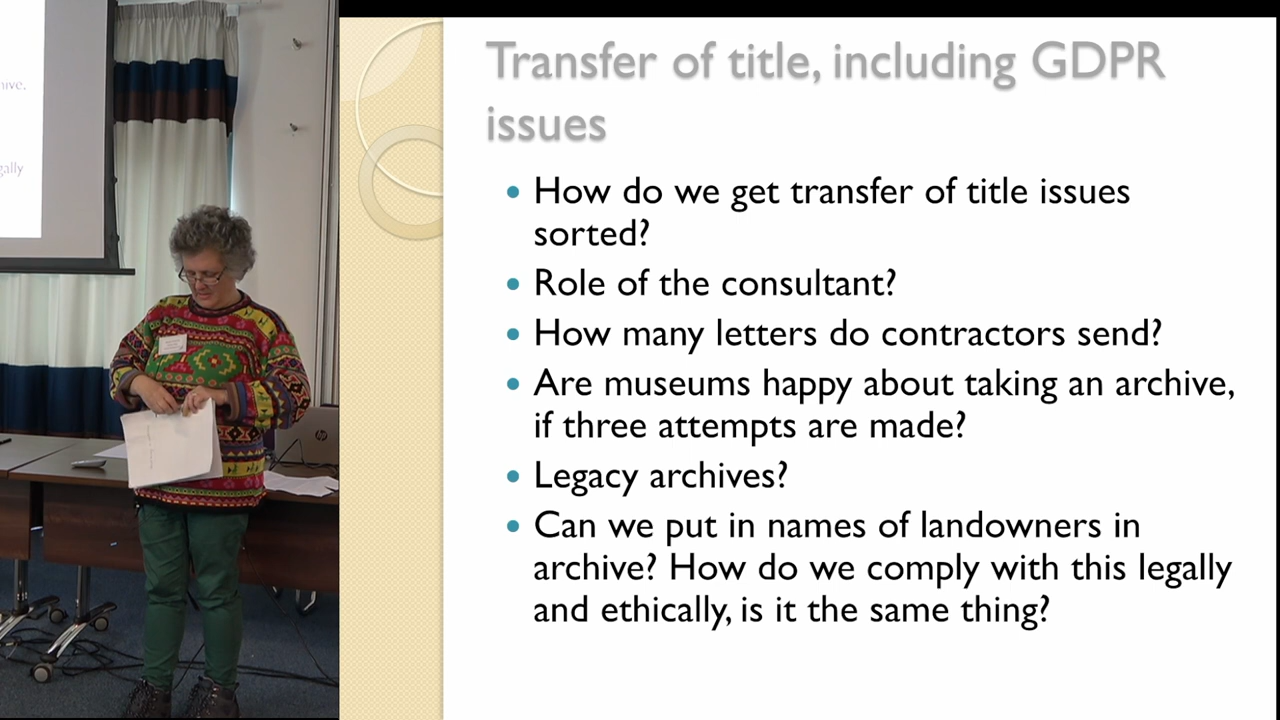 hive.
gally
hp
Transfer of title, including GDPR
issues
• How do we get transfer of title issues
sorted?
• Role of the consultant?
• How many letters do contractors send?
• Are museums happy about taking an archive,
if three attempts are made?
• Legacy archives?
• Can we put in names of landowners in
archive? How do we comply with this legally
and ethically, is it the same thing?